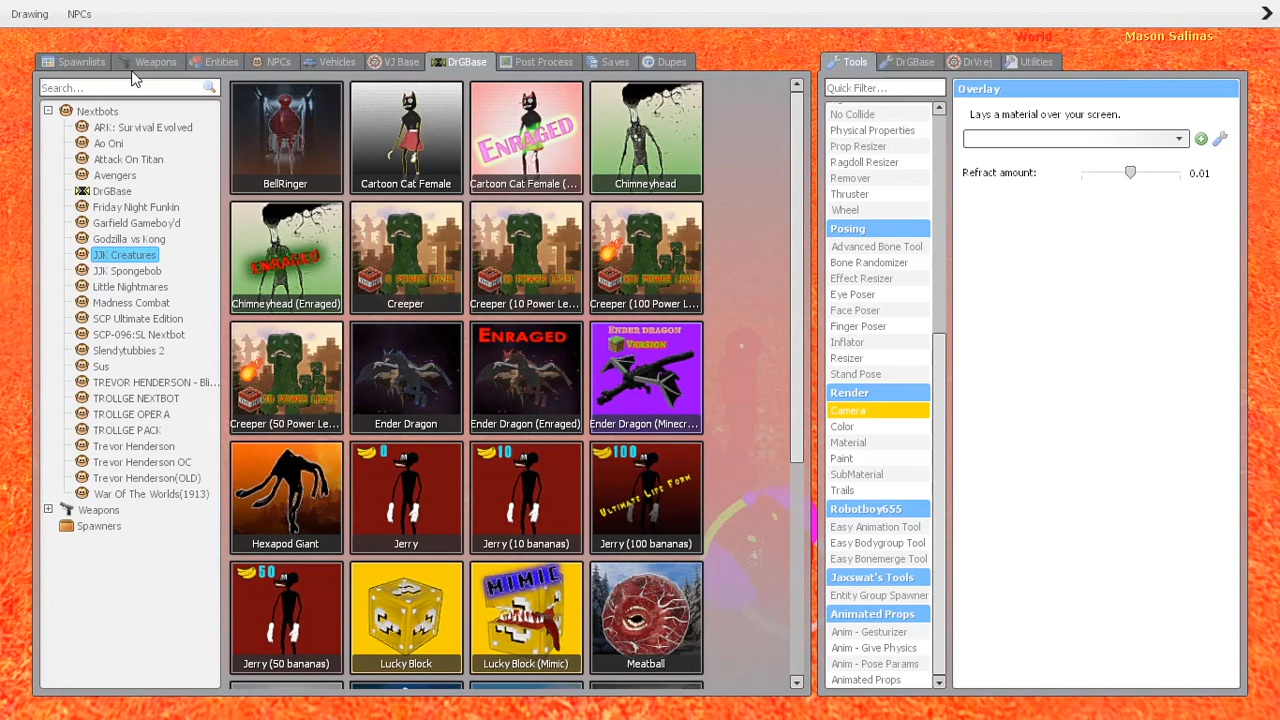 Drawing NPCs
World Mason Salinas
Spawnlists Weapons Entities NPCs Vehicles VJ Base DrGBase Post Process Saves Dupes
Tools DrGBase DrVrej Utilities
Search...
Nextbots
ARK: Survival Evolved
Ao Oni
Attack On Titan
Avengers
DrGBase
Friday Night Funkin
Garfield Gameboy'd
Godzilla vs Kong
JJK Creatures
JJK Spongebob
Little Nightmares
Madness Combat
SCP Ultimate Edition
SCP-096:SL Nextbot
Slendytubbies 2
Sus
TREVOR HENDERSON - Bli...
TROLLGE NEXTBOT
TROLLGE OPERA
TROLLGE PACK
Trevor Henderson
Trevor Henderson OC
Trevor Henderson(OLD)
War Of The Worlds(1913)
Weapons
Spawners
ENRAGED
BellRinger Cartoon Cat Female Cartoon Cat Female (... Chimneyhead
ENRAGED
10 POWER LEVEL
Chimneyhead (Enraged) Creeper Creeper (10 Power Le... Creeper (100 Power L...
ENRAGED
ENDER DRAGON
VERSION
Creeper (50 Power Le... Ender Dragon Ender Dragon (Enraged) Ender Dragon (Minecr...
0 10 100
ULTIMATE LIFE FORM
Hexapod Giant Jerry Jerry (10 bananas) Jerry (100 bananas)
50
MIMIC
Jerry (50 bananas) Lucky Block Lucky Block (Mimic) Meatball
Quick Filter...
No Collide
Physical Properties
Prop Resizer
Ragdoll Resizer
Remover
Thruster
Wheel
Posing
Advanced Bone Tool
Bone Randomizer
Effect Resizer
Eye Poser
Face Poser
Finger Poser
Inflator
Resizer
Stand Pose
Render
Camera
Color
Material
Paint
SubMaterial
Trails
Robotboy655
Easy Animation Tool
Easy Bodygroup Tool
Easy Bonemerge Tool
Jaxswat's Tools
Entity Group Spawner
Animated Props
Anim - Gesturizer
Anim - Give Physics
Anim - Pose Params
Animated Props
Overlay
Lays a material over your screen.
Refract amount: 0.01